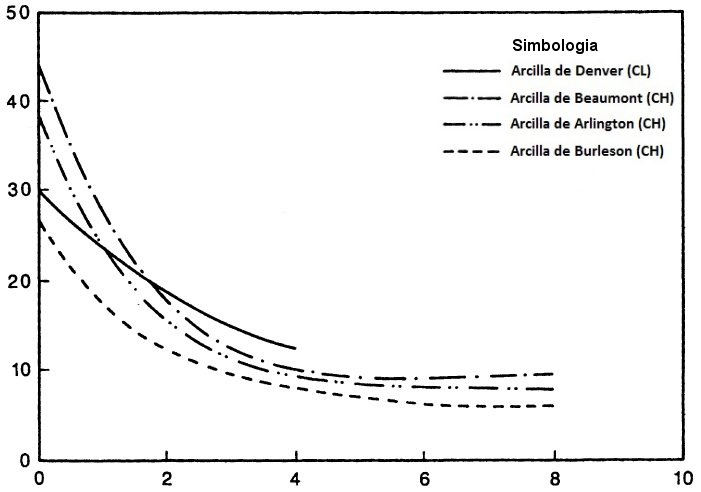 50
40
30
20
10
0
0 2 4 6 8 10
Simbologia
Arcilla de Denver (CL)
Arcilla de Beaumont (CH)
Arcilla de Arlington (CH)
Arcilla de Burleson (CH)